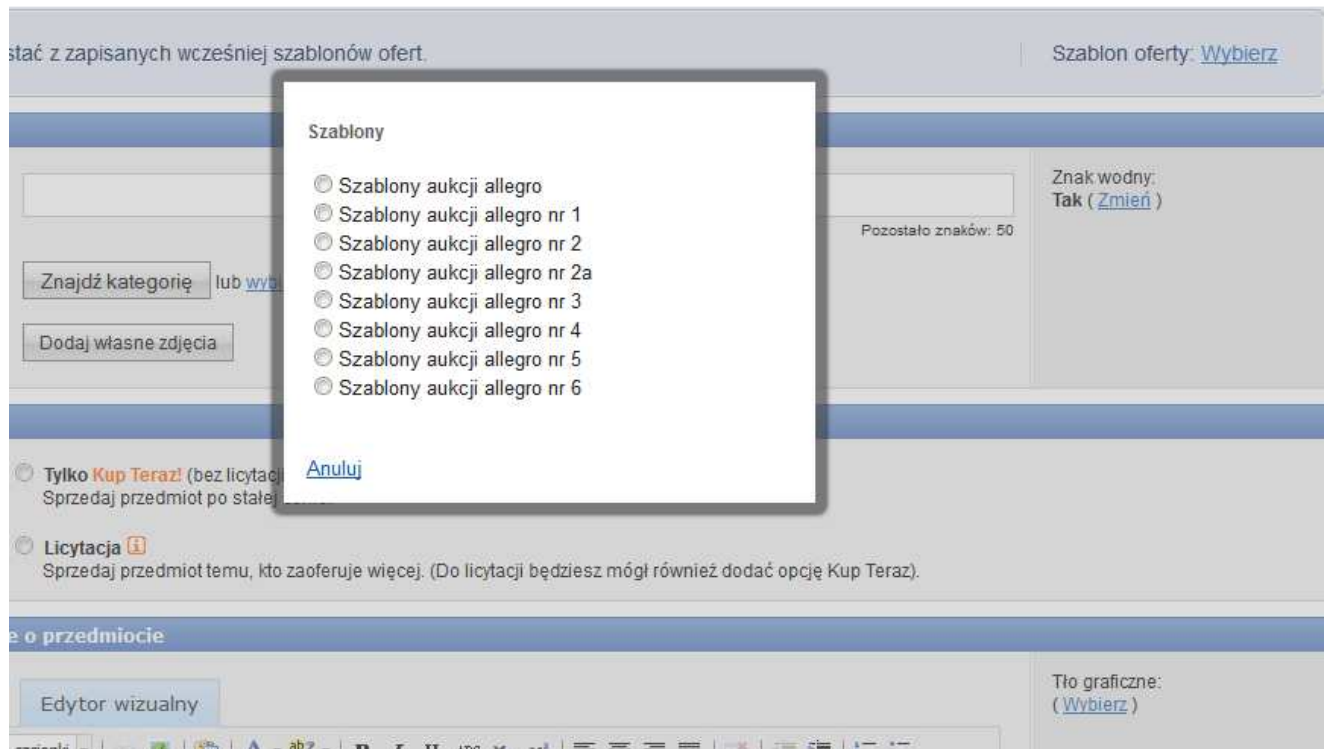 stać z zapisanych wcześniej szablonów ofert.
Szablon oferty: Wybierz
Szablony
Szablony aukcji allegro
Szablony aukcji allegro nr 1
Szablony aukcji allegro nr 2
Szablony aukcji allegro nr 2a
Szablony aukcji allegro nr 3
Szablony aukcji allegro nr 4
Szablony aukcji allegro nr 5
Szablony aukcji allegro nr 6
Anuluj
Znak wodny:
Tak ( Zmień )
Pozostało znaków: 50
Znajdź kategorię lub wybi
Dodaj własne zdjęcia
Tylko Kup Teraz! (bez licytacji
Sprzedaj przedmiot po stałej
Licytacja
Sprzedaj przedmiot temu, kto zaoferuje więcej. (Do licytacji będziesz mógł również dodać opcję Kup Teraz).
e o przedmiocie
Edytor wizualny
Tło graficzne:
( Wybierz )